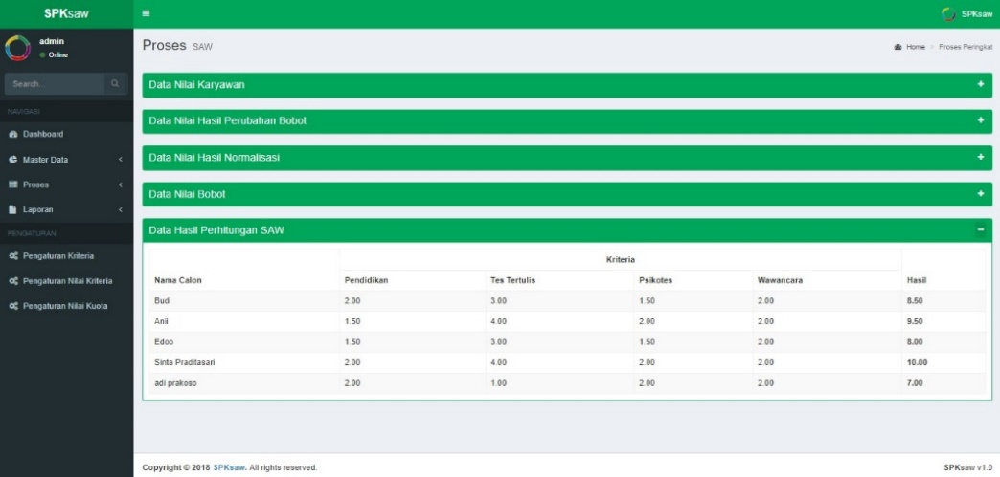 SPKsaw
SPKsaw
admin
Online
Search...
NAVIGASI
Dashboard
Master Data
Proses
Laporan
PENGATURAN
Pengaturan Kriteria
Pengaturan Nilai Kriteria
Pengaturan Nilai Kuota
Proses SAW
Home > Proses Peringkat
Data Nilai Karyawan
Data Nilai Hasil Perubahan Bobot
Data Nilai Hasil Normalisasi
Data Nilai Bobot
Data Hasil Perhitungan SAW
Kriteria
Nama Calon Pendidikan Tes Tertulis Psikotes Wawancara Hasil
Budi 2.00 3.00 1.50 2.00 8.50
Anii 1.50 4.00 2.00 2.00 9.50
Edoo 1.50 3.00 1.50 2.00 8.00
Sinta Praditasari 2.00 4.00 2.00 2.00 10.00
adi prakoso 2.00 1.00 2.00 2.00 7.00
Copyright © 2018 SPKsaw. All rights reserved.
SPKsaw v1.0